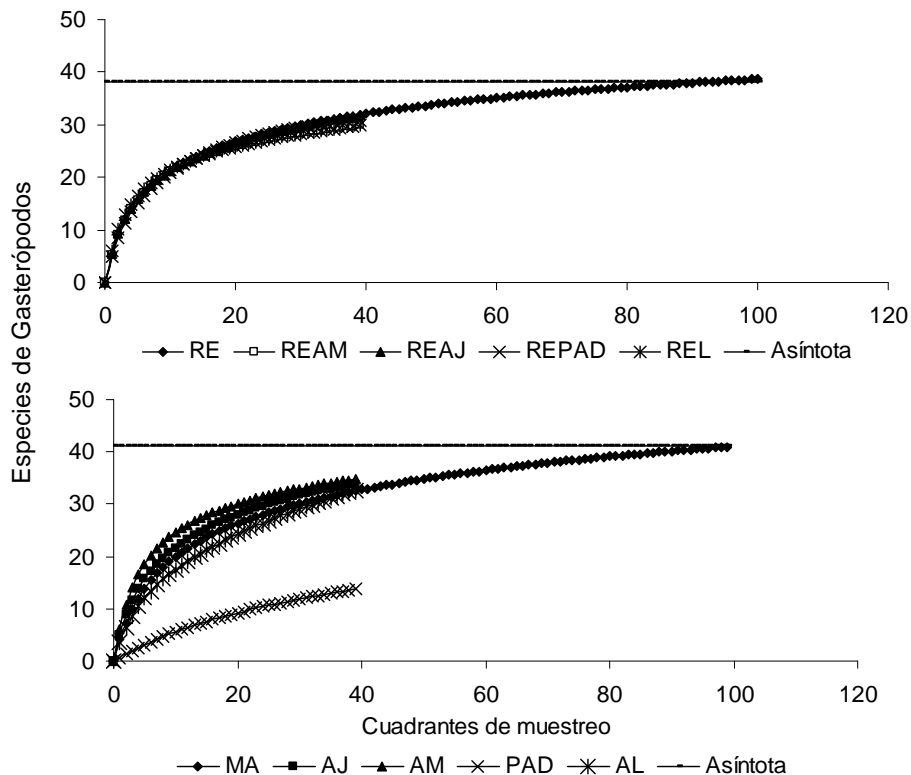 Especies de Gasterópodos
50
40
30
20
10
0
0 20 40 60 80 100 120
RE REAM REAJ REPAD REL Asíntota
50
40
30
20
10
0
0 20 40 60 80 100 120
Cuadrantes de muestreo
MA AJ AM PAD AL Asíntota